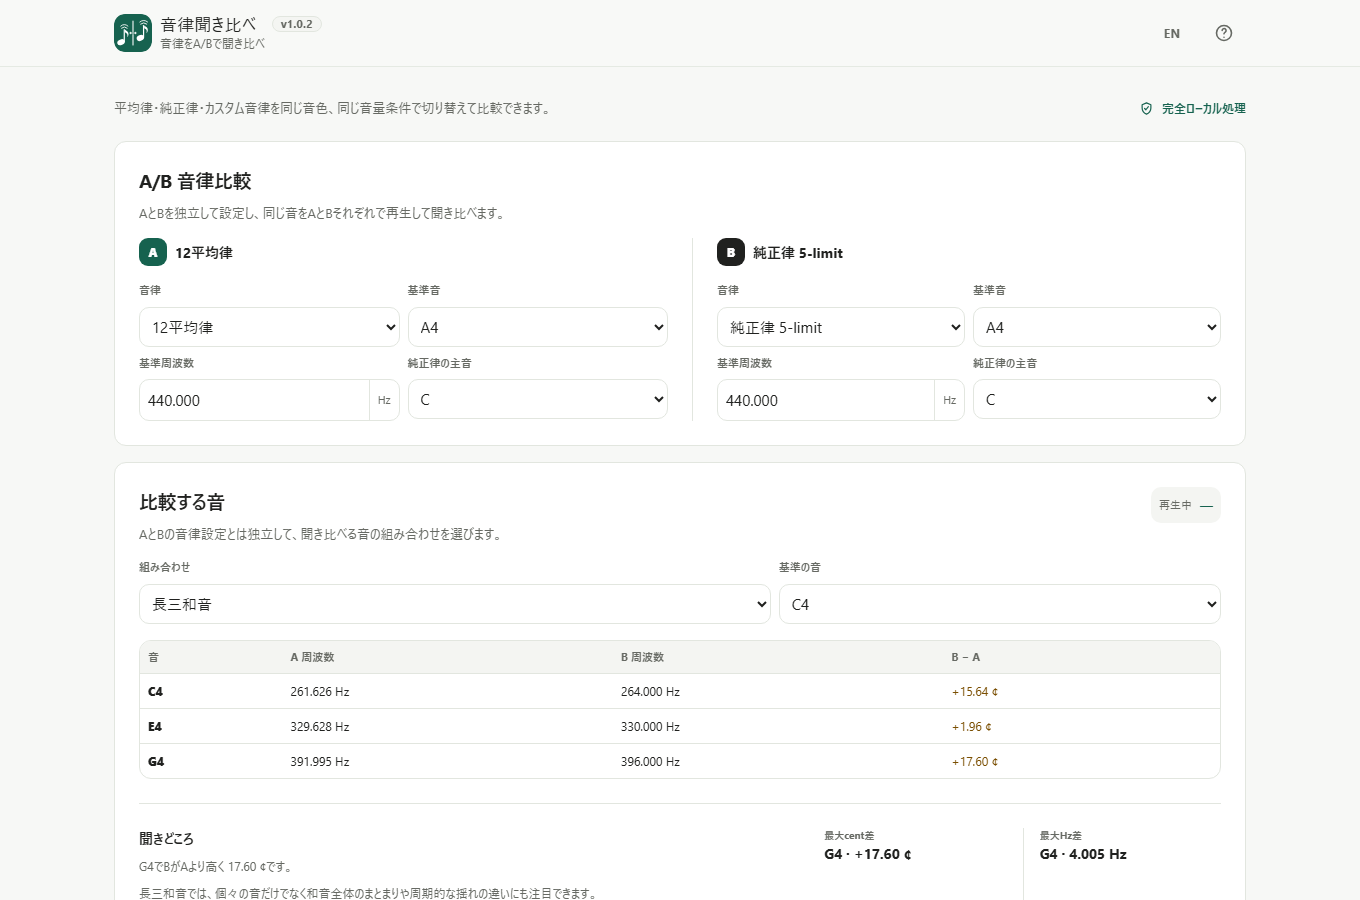 音律聞き比べ v1.0.2
音律をA/Bで聞き比べ
EN
平均律・純正律・カスタム音律を同じ音色、同じ音量条件で切り替えて比較できます。
完全ローカル処理
A/B 音律比較
AとBを独立して設定し、同じ音をAとBそれぞれで再生して聞き比べます。
A 12平均律
音律 基準音
12平均律 A4
基準周波数 純正律の主音
440.000 Hz C
B 純正律 5-limit
音律 基準音
純正律 5-limit A4
基準周波数 純正律の主音
440.000 Hz C
比較する音
再生中 —
AとBの音律設定とは独立して、聞き比べる音の組み合わせを選びます。
組み合わせ 基準の音
長三和音 C4
音 A 周波数 B 周波数 B − A
C4 261.626 Hz 264.000 Hz +15.64 ¢
E4 329.628 Hz 330.000 Hz +1.96 ¢
G4 391.995 Hz 396.000 Hz +17.60 ¢
聞きどころ
G4でBがAより高く 17.60 ¢です。
長三和音では、個々の音だけでなく和音全体のまとまりや周期的な揺れの違いにも注目できます。
最大cent差
G4 · +17.60 ¢
最大Hz差
G4 · 4.005 Hz